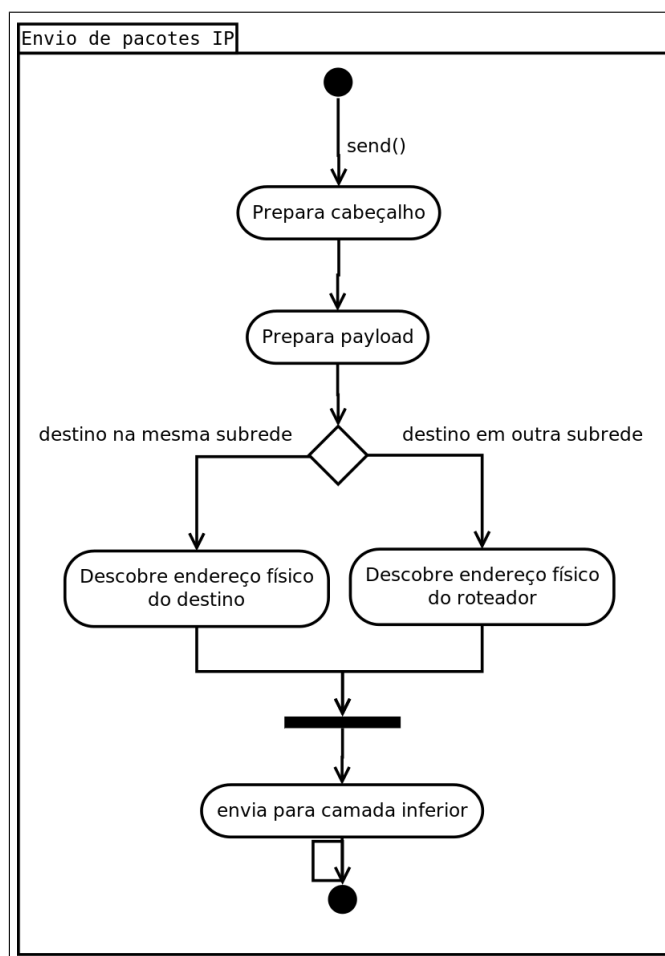 Envio de pacotes IP
send()
Prepara cabeçalho
Prepara payload
destino na mesma subrede
destino em outra subrede
Descobre endereço físico
do destino
Descobre endereço físico
do roteador
envia para camada inferior